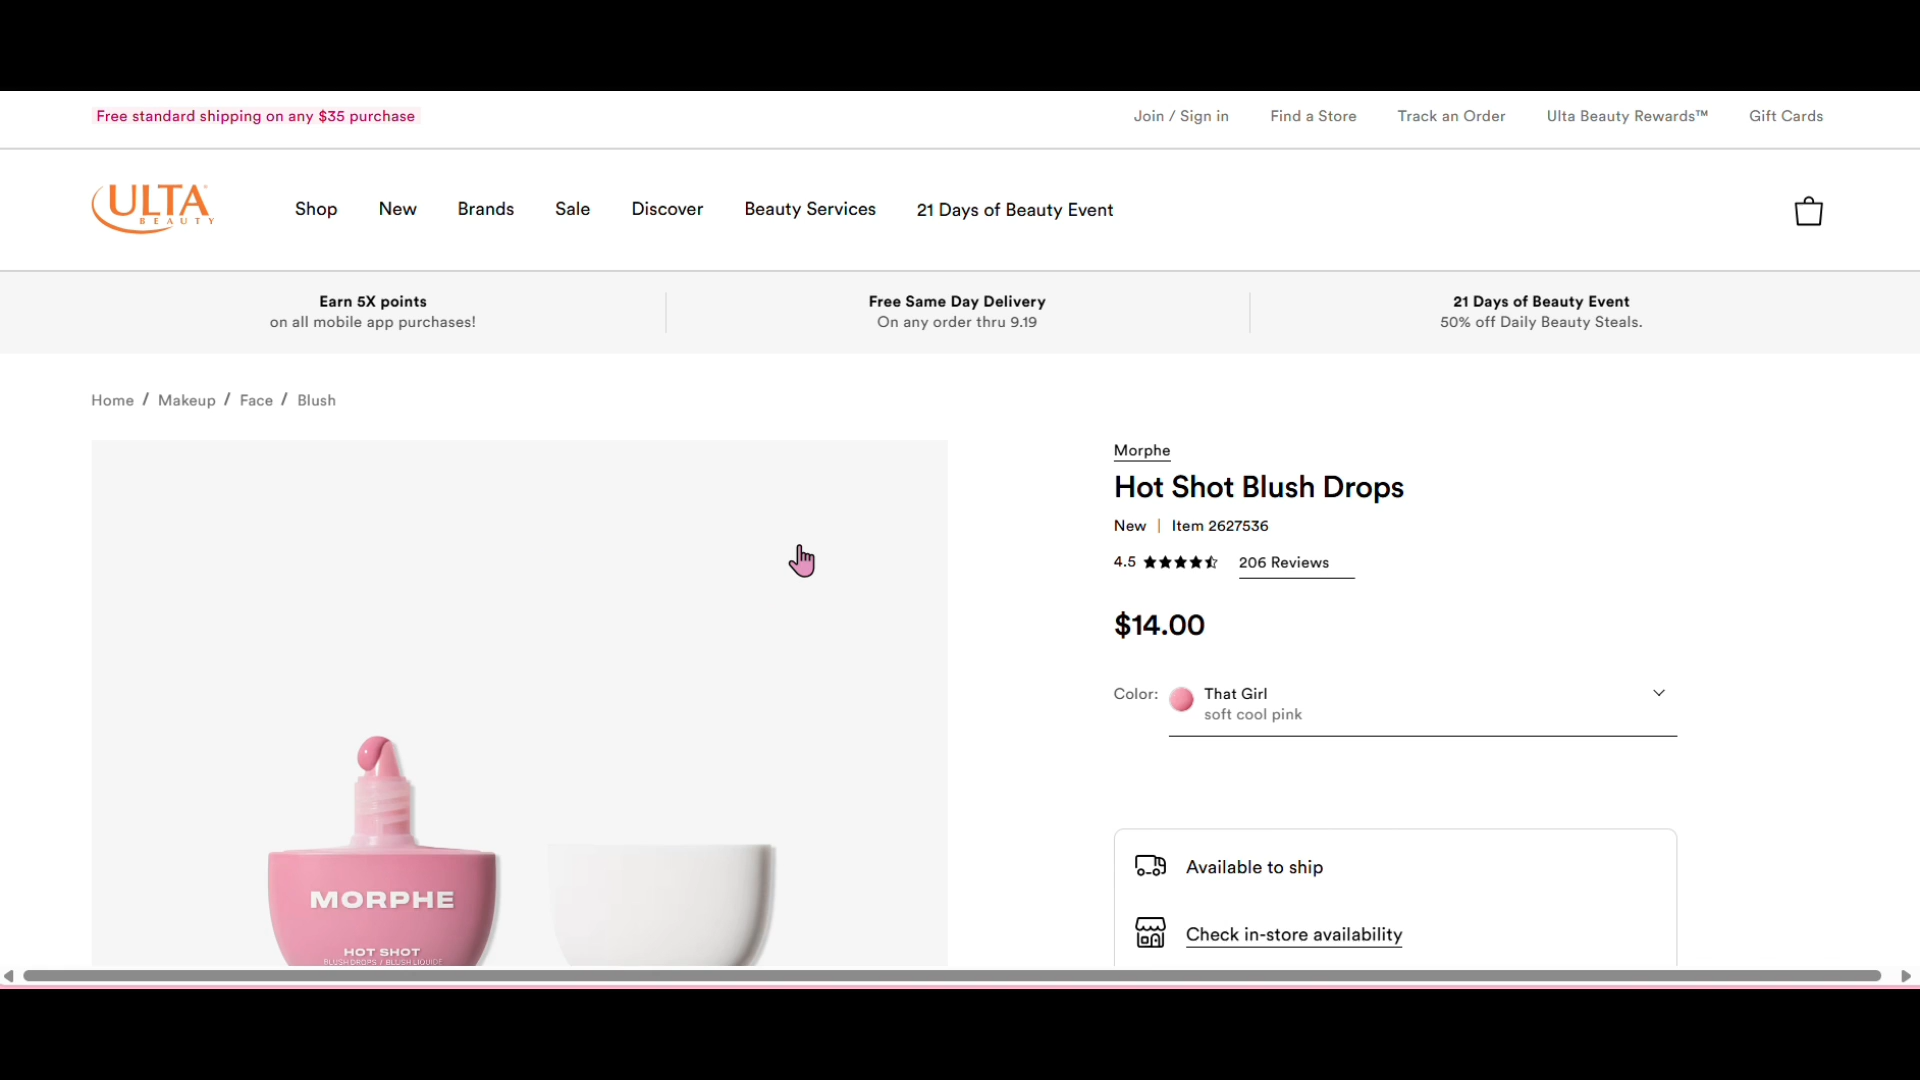 Free standard shipping on any $35 purchase
Join / Sign in
Find a Store
Track an Order
Ulta Beauty Rewards™
Gift Cards
ULTA
BEAUTY
Shop
New
Brands
Sale
Discover
Beauty Services
21 Days of Beauty Event
Earn 5X points
on all mobile app purchases!
Free Same Day Delivery
On any order thru 9.19
21 Days of Beauty Event
50% off Daily Beauty Steals.
Home / Makeup / Face / Blush
Morphe
Hot Shot Blush Drops
New | Item 2627536
4.5
206 Reviews
$14.00
Color:
That Girl
soft cool pink
MORPHE
HOT SHOT
BLUSH DROPS / BLUSH LIQUIDE
Available to ship
Check in-store availability